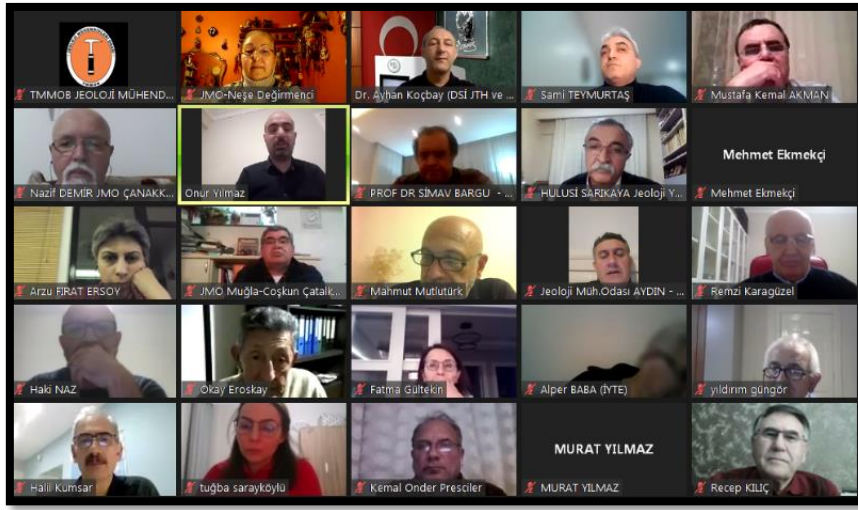 TMMOB JEOLOJİ MÜHEND...
JMO-Neşe Değirmenci
Dr. Ayhan Koçbay (DSİ JTH ve ...
Sami TEYMURTAŞ
Mustafa Kemal AKMAN
Nazif DEMİR JMO ÇANAKK...
Onur Yılmaz
PROF DR SİMAV BARGU - ...
HULUSİ SARIKAYA Jeoloji Y...
Mehmet Ekmekçi
Mehmet Ekmekçi
Arzu FIRAT ERSOY
JMO Muğla-Coşkun Çatalk...
Mahmut Mutlutürk
Jeoloji Müh.Odası AYDIN - ...
Remzi Karagüzel
Haki NAZ
Okay Eroskay
Fatma Gültekin
Alper BABA (İYTE)
yıldırım güngör
Halil Kumsar
tuğba sarayköylü
Kemal Onder Presciler
MURAT YILMAZ
MURAT YILMAZ
Recep KILIÇ